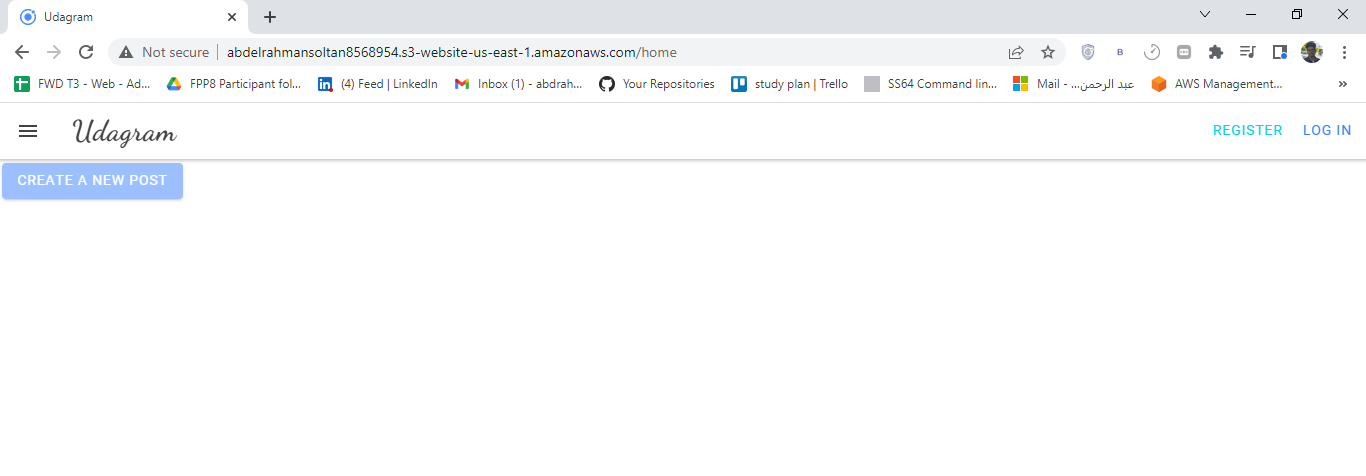 Udagram
Not secure abdelrahmansoltan8568954.s3-website-us-east-1.amazonaws.com/home B
FWD T3 - Web - Ad... FPP8 Participant fol... (4) Feed | LinkedIn Inbox (1) - abdrah... Your Repositories study plan | Trello SS64 Command lin... Mail - ...عبد الرحمن AWS Management... »
Udagram REGISTER LOG IN
CREATE A NEW POST